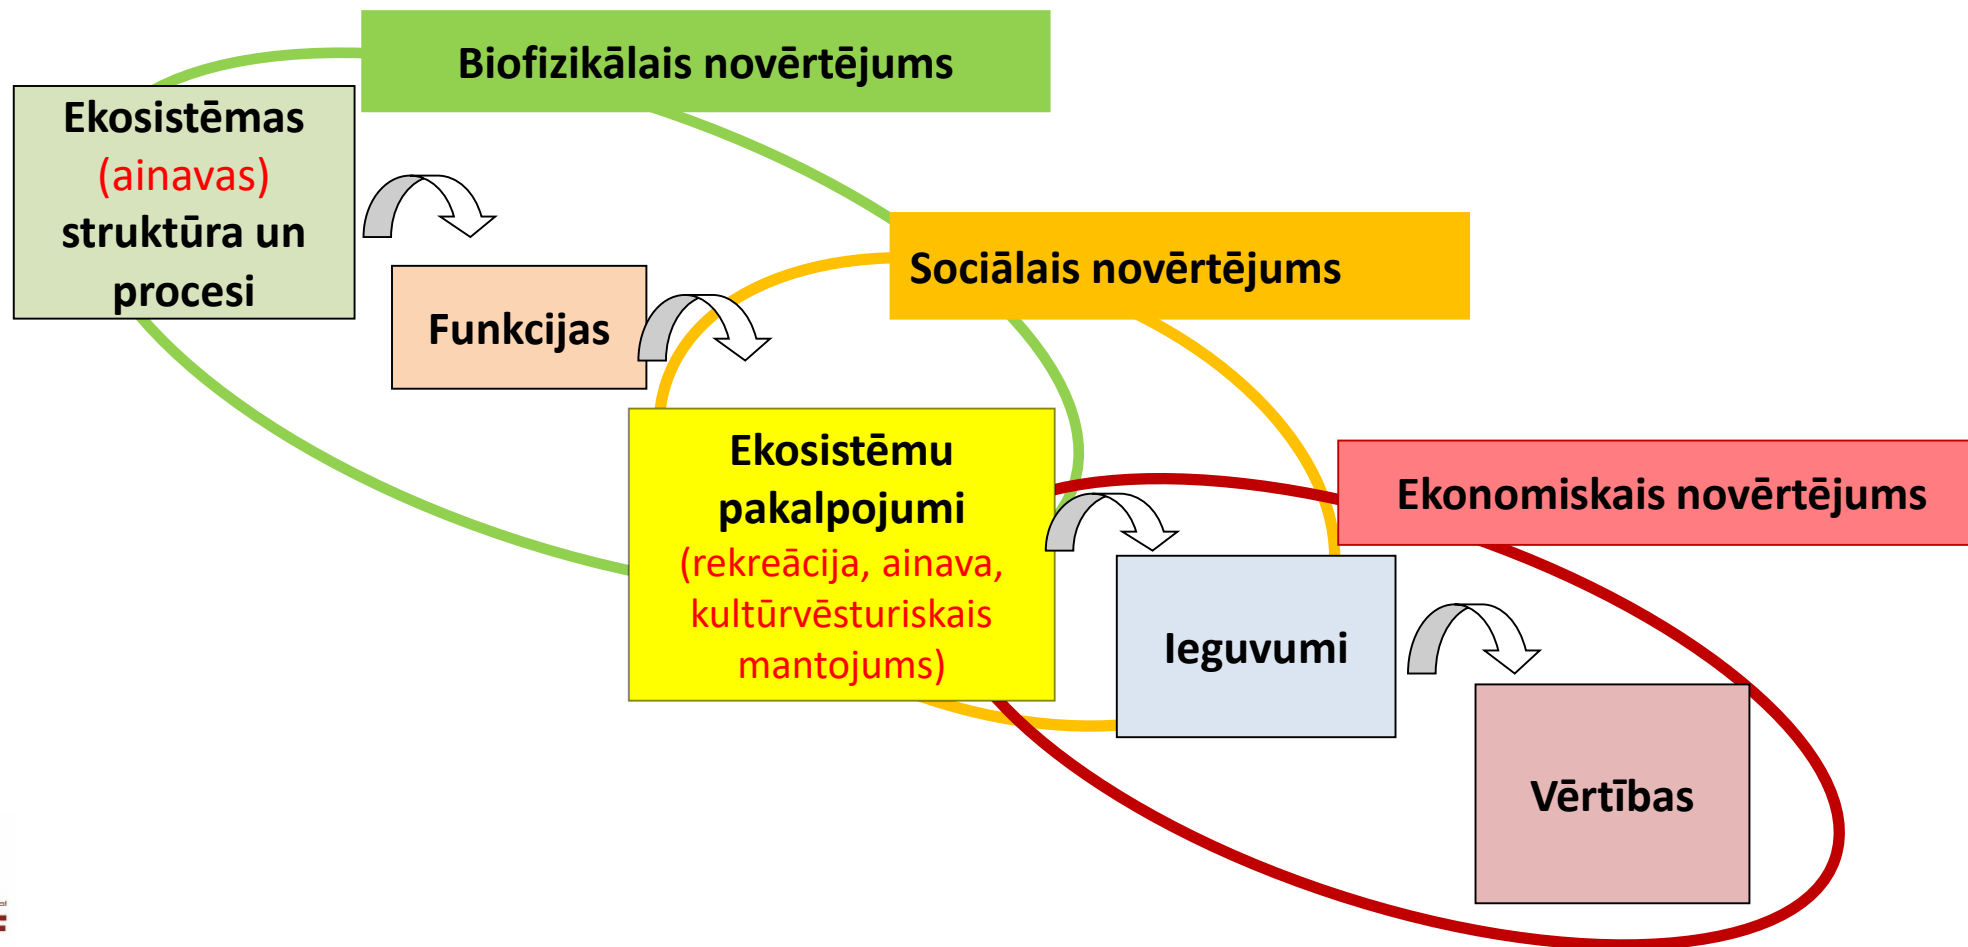 Biofizikālais novērtējums
Ekosistēmas
(ainavas)
struktūra un
procesi
Sociālais novērtējums
Funkcijas
Ekosistēmu
pakalpojumi
(rekreācija, ainava,
kultūrvēsturiskais
mantojums)
Ekonomiskais novērtējums
Ieguvumi
Vērtības